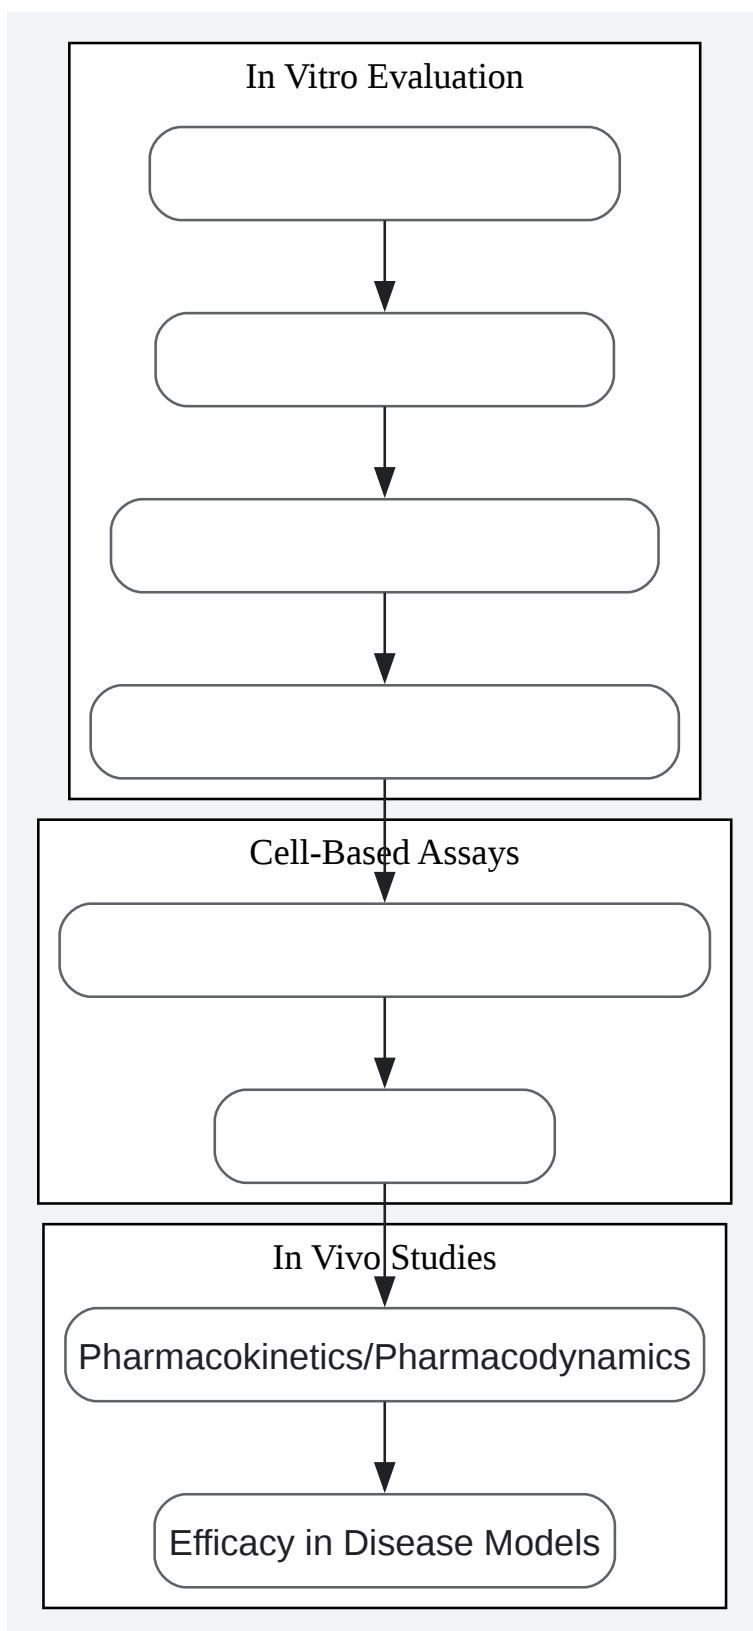 In Vitro Evaluation
Cell-Based Assays
In Vivo Studies
Pharmacokinetics/Pharmacodynamics
Efficacy in Disease Models